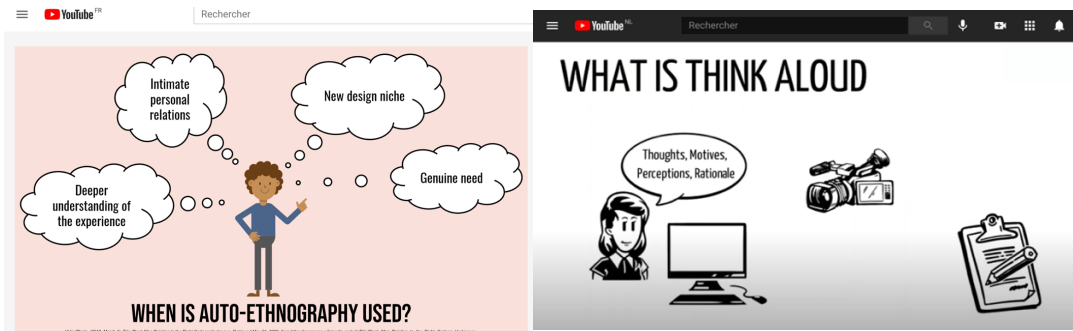 YouTube FR
Rechercher
Intimate
personal
relations
New design niche
Genuine need
Deeper
understanding of
the experience
WHEN IS AUTO-ETHNOGRAPHY USED?
YouTube NL
Rechercher
WHAT IS THINK ALOUD
Thoughts, Motives,
Perceptions, Rationale